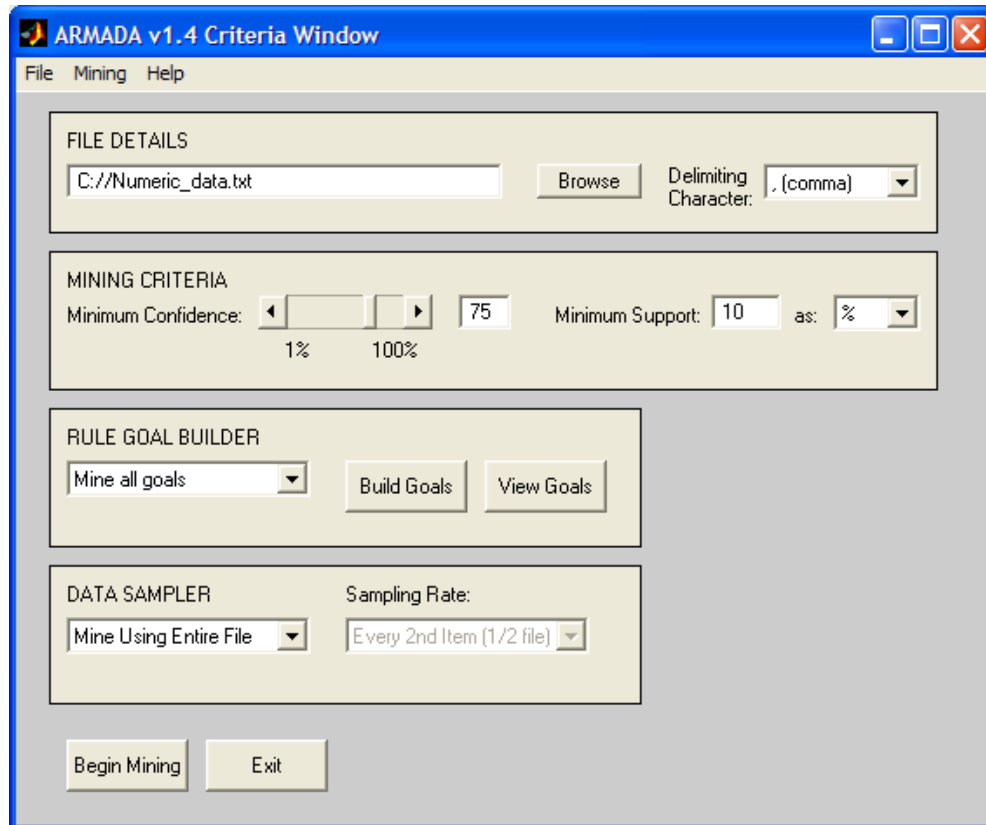 ARMADA v1.4 Criteria Window
File Mining Help
FILE DETAILS
C://Numeric_data.txt
Browse
Delimiting
Character:
, (comma)
MINING CRITERIA
Minimum Confidence:
75
Minimum Support:
10
as:
%
1%
100%
RULE GOAL BUILDER
Mine all goals
Build Goals
View Goals
DATA SAMPLER
Sampling Rate:
Mine Using Entire File
Every 2nd Item (1/2 file)
Begin Mining
Exit